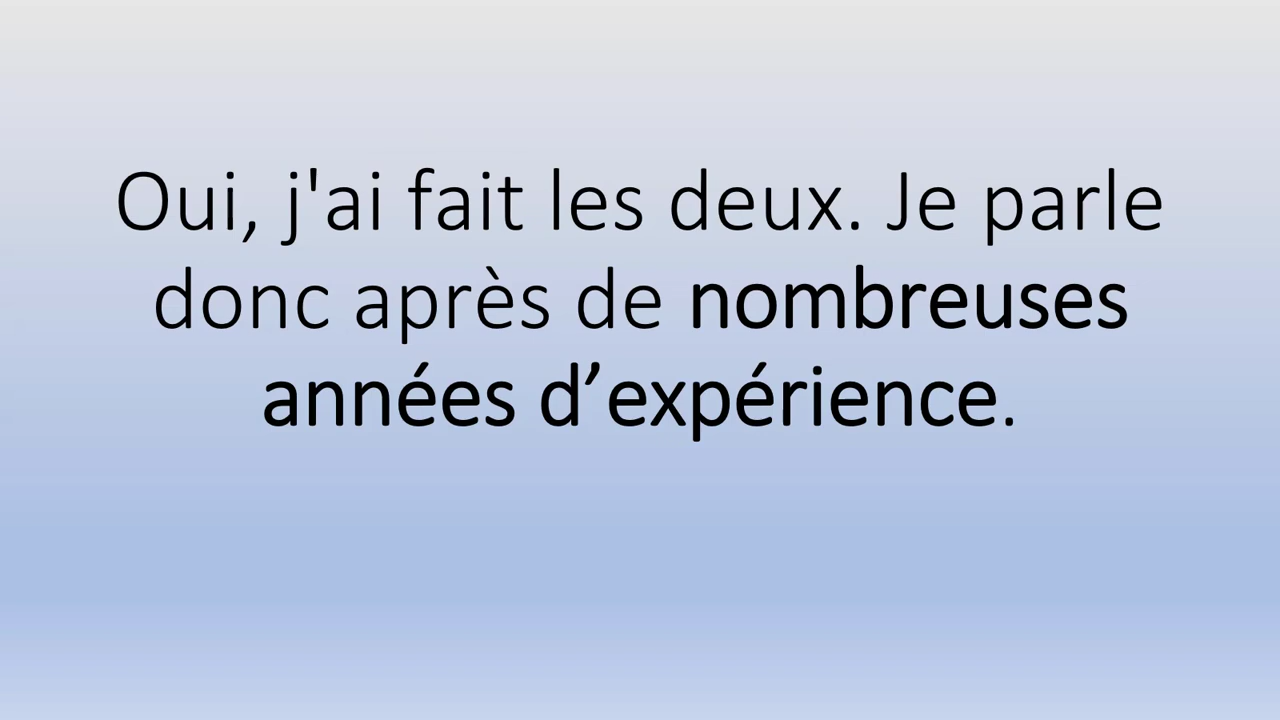 Oui, j'ai fait les deux. Je parle
donc après de nombreuses
années d’expérience.